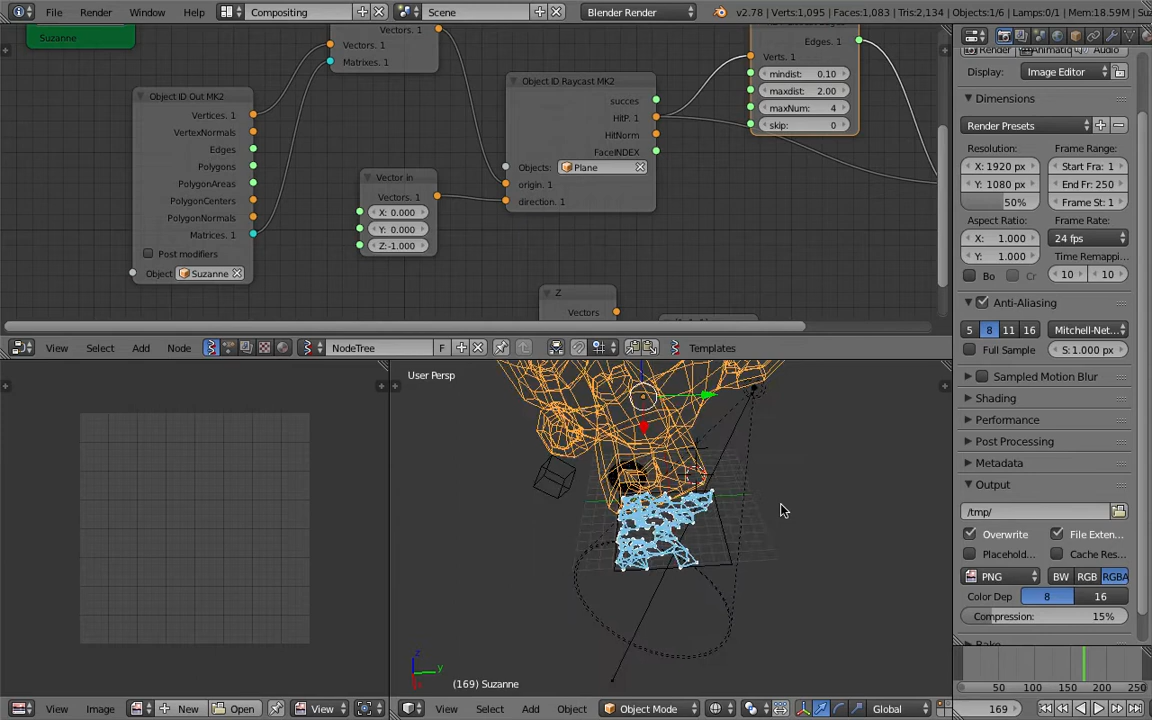 File Render Window Help Compositing Scene Blender Render v2.78 | Verts:1,095 | Faces:1,083 | Tris:2,134 | Objects:1/6 | Lamps:0/1 | Mem:18.59M
Suzanne
Vectors. 1
Vectors. 1
Matrixes. 1
Object ID Out MK2
Vertices. 1
VertexNormals
Edges
Polygons
PolygonAreas
PolygonCenters
PolygonNormals
Matrices. 1
Post modifiers
Object Suzanne
Vector in
Vectors. 1
X: 0.000
Y: 0.000
Z:-1.000
Object ID Raycast MK2
succes
HitP. 1
HitNorm
FaceINDEX
Objects: Plane
origin. 1
direction. 1
Edges. 1
Verts. 1
mindist: 0.10
maxdist: 2.00
maxNum: 4
skip: 0
Z
Vectors
View Select Add Node NodeTree F Templates
User Persp
z
y
(169) Suzanne
View Image New Open View
View Select Add Object Object Mode Global
Render Animatic Audio
Display: Image Editor
Dimensions
Render Presets
Resolution: Frame Range:
X: 1920 px Start Fra: 1
Y: 1080 px End Fr: 250
50% Frame St: 1
Aspect Ratio: Frame Rate:
X: 1.000 24 fps
Y: 1.000 Time Remappi...
Bo Cr 10 10
Anti-Aliasing
5 8 11 16 Mitchell-Net...
Full Sample S:1.000 px
Sampled Motion Blur
Shading
Performance
Post Processing
Metadata
Output
/tmp/
Overwrite File Exten...
Placehold... Cache Res...
PNG BW RGB RGBA
Color Dep 8 16
Compression: 15%
50 100 150 200 250
169